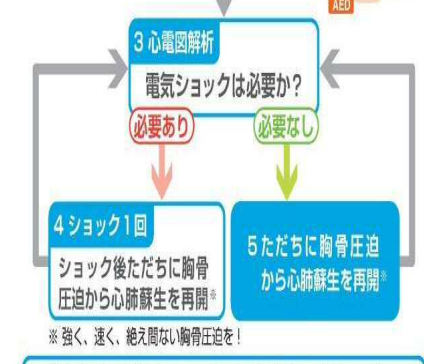 AED
3 心電図解析
電気ショックは必要か？
必要あり
必要なし
4 ショック1回
ショック後ただちに胸骨
圧迫から心肺蘇生を再開※
5 ただちに胸骨圧迫
から心肺蘇生を再開※
※ 強く、速く、絶え間ない胸骨圧迫を！